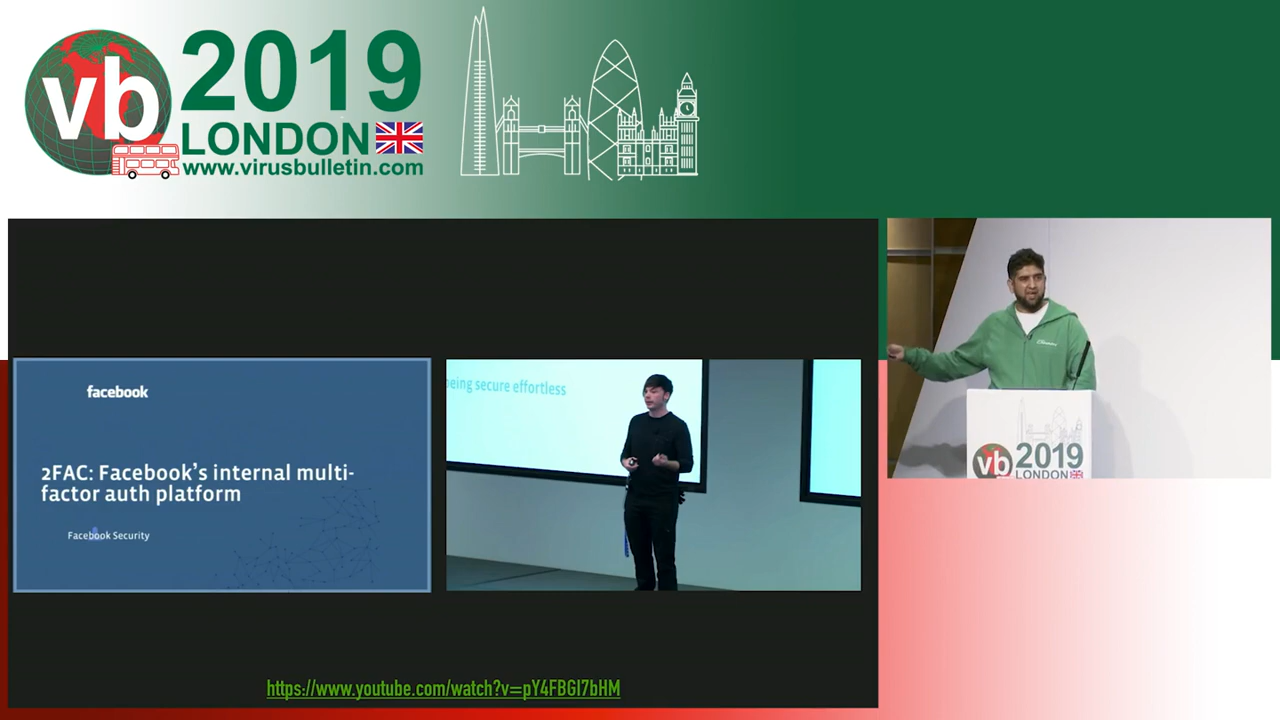 vb
2019
LONDON
www.virusbulletin.com
facebook
2FAC: Facebook's internal multi-
factor auth platform
Facebook Security
being secure effortless
vb
2019
LONDON
https://www.youtube.com/watch?v=pY4FBGI7bHM